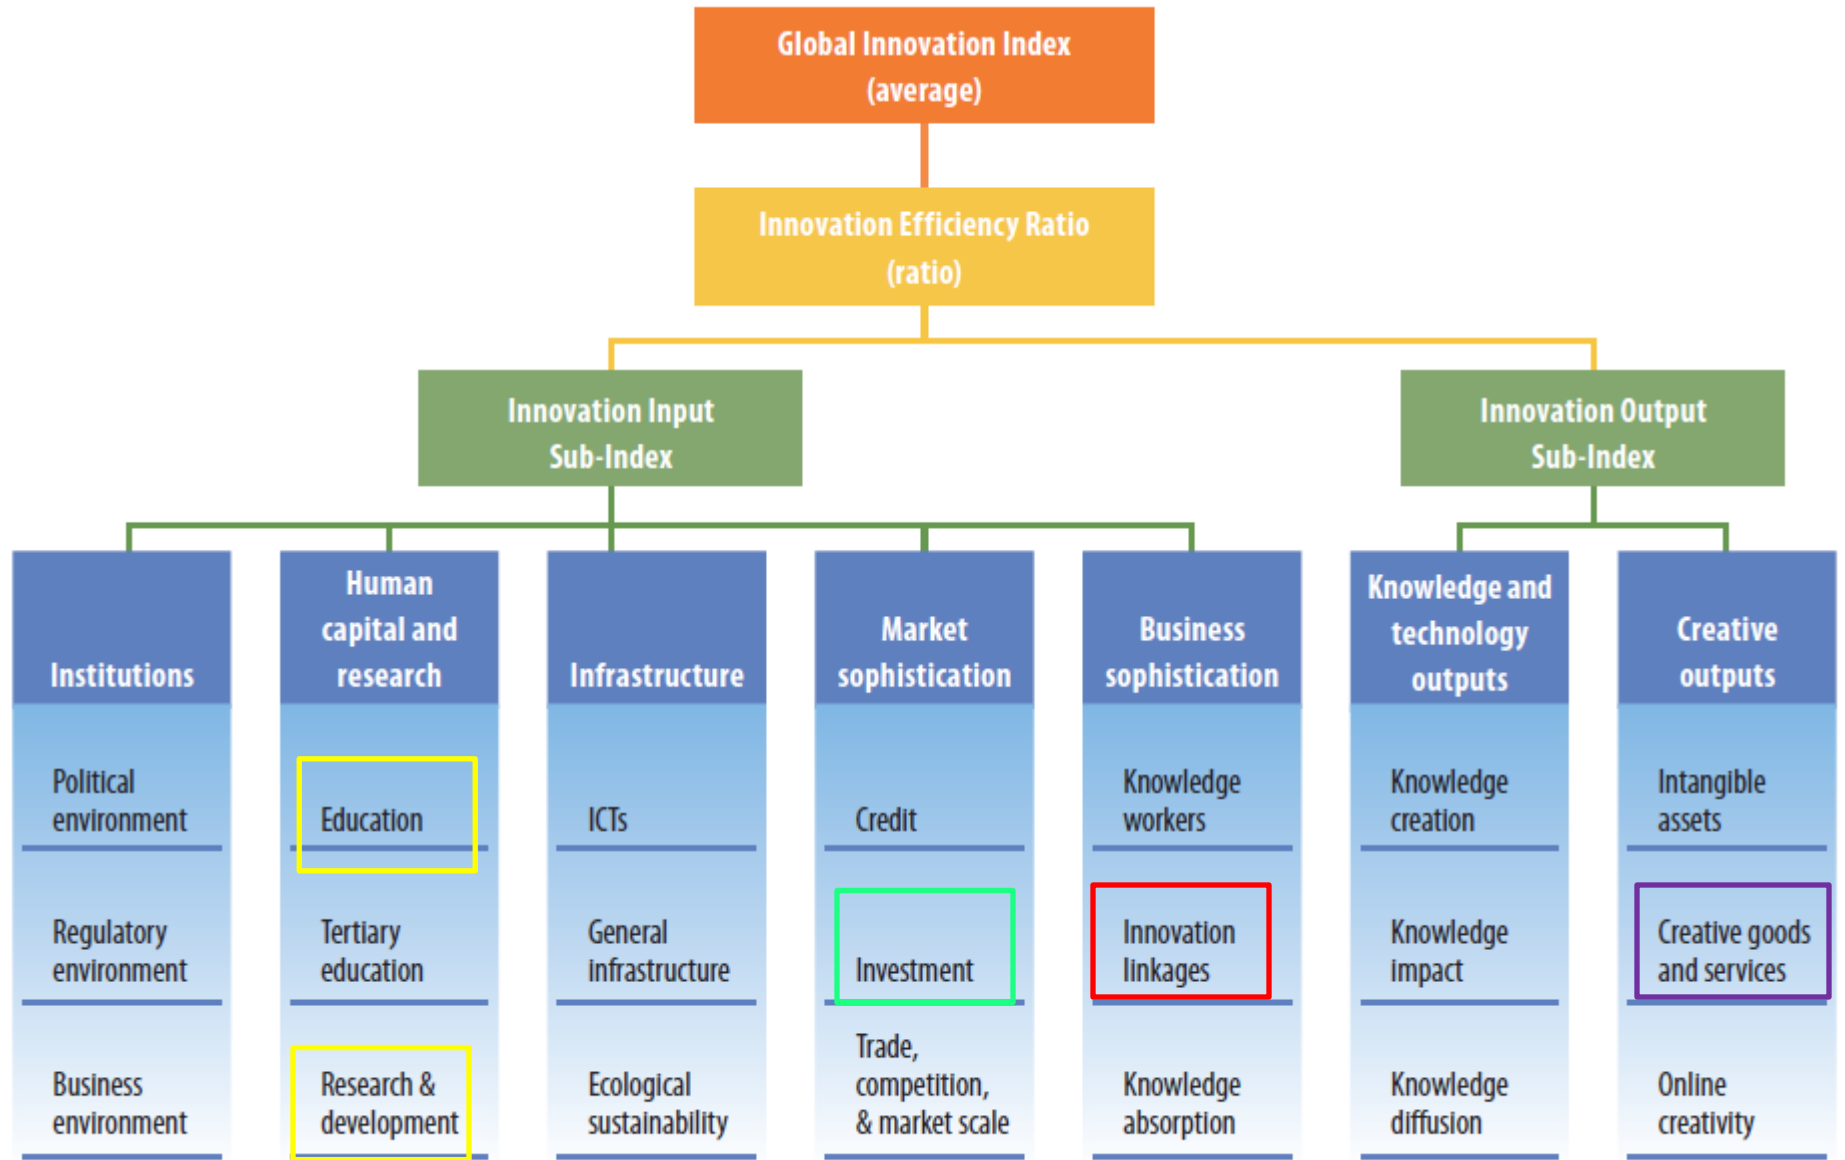 Global Innovation Index
(average)
Innovation Efficiency Ratio
(ratio)
Innovation Input
Sub-Index
Innovation Output
Sub-Index
Institutions
Human
capital and
research
Infrastructure
Market
sophistication
Business
sophistication
Knowledge and
technology
outputs
Creative
outputs
Political
environment
Education
ICTs
Credit
Knowledge
workers
Knowledge
creation
Intangible
assets
Regulatory
environment
Tertiary
education
General
infrastructure
Investment
Innovation
linkages
Knowledge
impact
Creative goods
and services
Business
environment
Research &
development
Ecological
sustainability
Trade,
competition,
& market scale
Knowledge
absorption
Knowledge
diffusion
Online
creativity